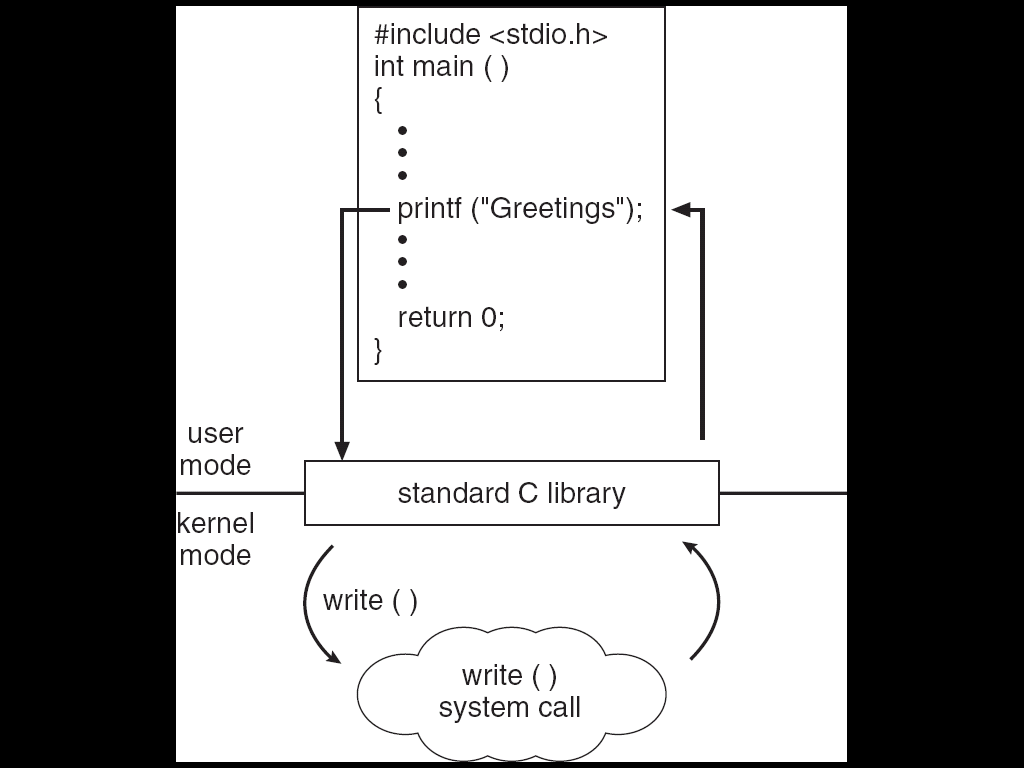 #include <stdio.h>
int main ( )
{
•
•
•
printf ("Greetings");
•
•
•
return 0;
}
user
mode
standard C library
kernel
mode
write ( )
write ( )
system call